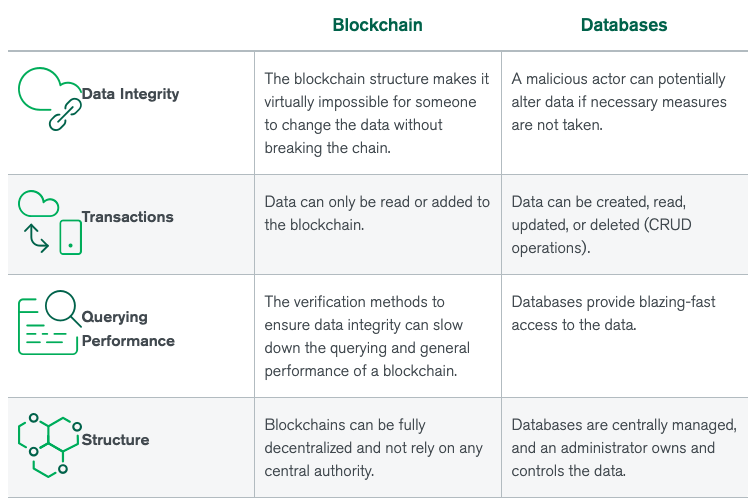 Blockchain
Databases
Data Integrity
The blockchain structure makes it
virtually impossible for someone
to change the data without
breaking the chain.
A malicious actor can potentially
alter data if necessary measures
are not taken.
Transactions
Data can only be read or added to
the blockchain.
Data can be created, read,
updated, or deleted (CRUD
operations).
Querying
Performance
The verification methods to
ensure data integrity can slow
down the querying and general
performance of a blockchain.
Databases provide blazing-fast
access to the data.
Structure
Blockchains can be fully
decentralized and not rely on any
central authority.
Databases are centrally managed,
and an administrator owns and
controls the data.